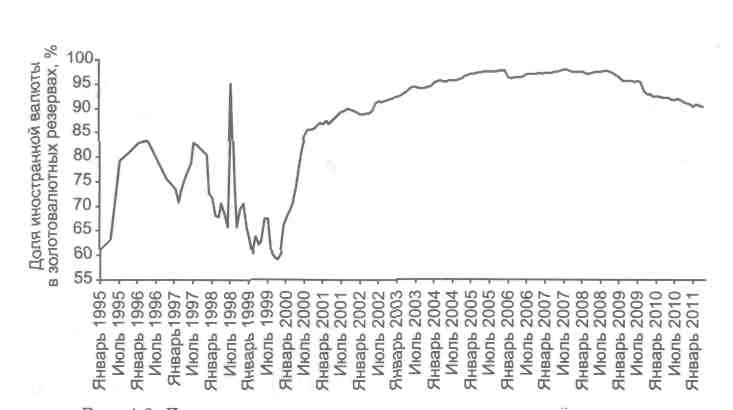 Доля иностранной валюты
в золотовалютных резервах, %
100
95
90
85
80
75
70
65
60
55
Январь 1995
Июль 1995
Январь 1996
Июль 1996
Январь 1997
Июль 1997
Январь 1998
Июль 1998
Январь 1999
Июль 1999
Январь 2000
Июль 2000
Январь 2001
Июль 2001
Январь 2002
Июль 2002
Январь 2003
Июль 2003
Январь 2004
Июль 2004
Январь 2005
Июль 2005
Январь 2006
Июль 2006
Январь 2007
Июль 2007
Январь 2008
Июль 2008
Январь 2009
Июль 2009
Январь 2010
Июль 2010
Январь 2011